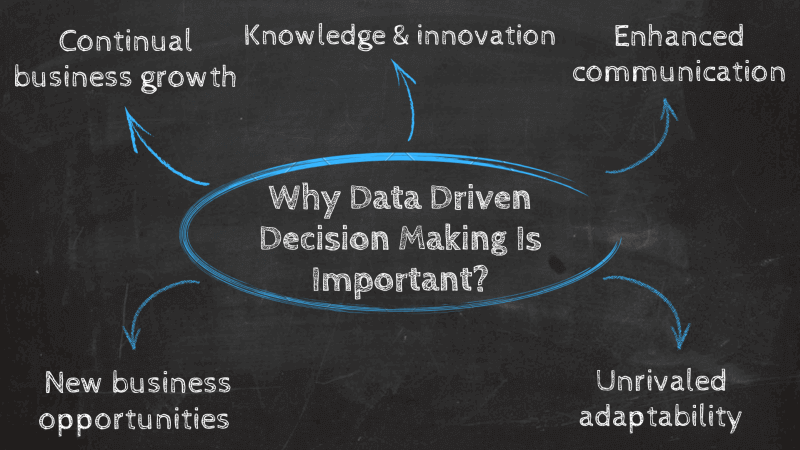 Continual
business growth
Knowledge & innovation
Enhanced
communication
Why Data Driven
Decision Making Is
Important?
New business
opportunities
Unrivaled
adaptability